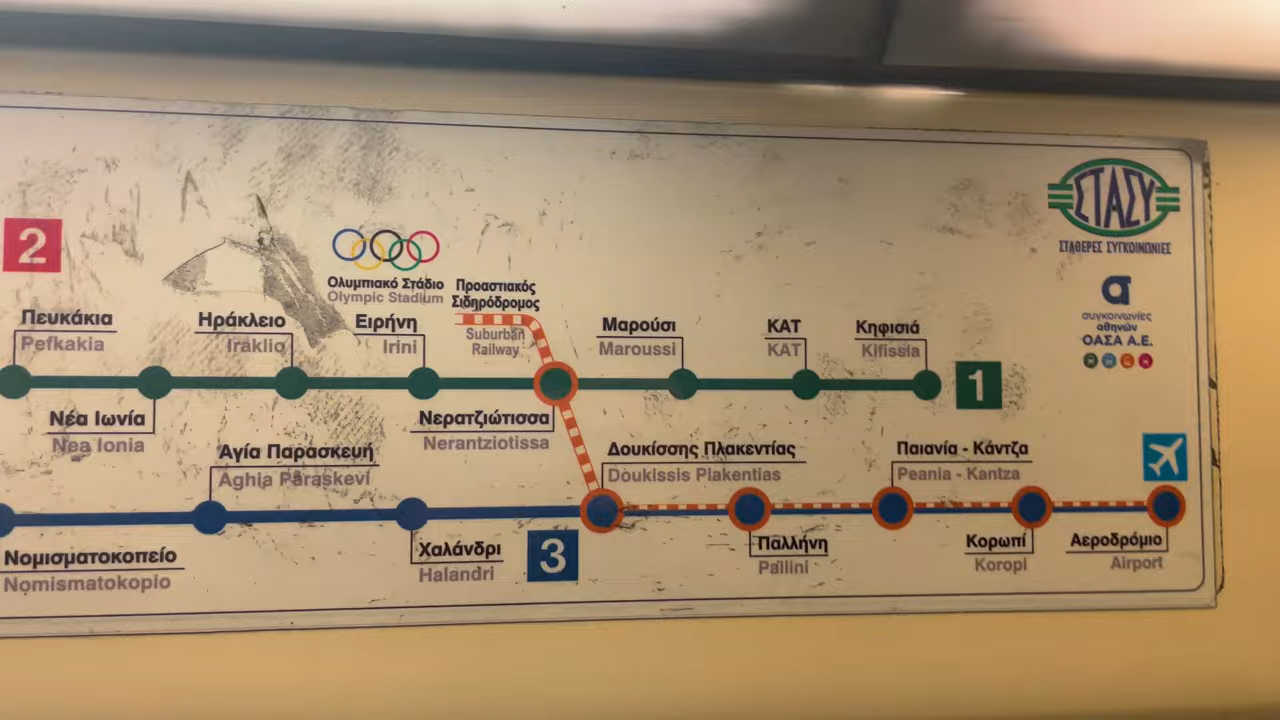 2
Ολυμπιακό Στάδιο
Olympic Stadium
Προαστιακός
Σιδηρόδρομος
Suburban
Railway
Πευκάκια
Pefkakia
Ηράκλειο
Iraklio
Ειρήνη
Irini
Μαρούσι
Maroussi
ΚΑΤ
KAT
Κηφισιά
Kifissia
1
Νέα Ιωνία
Nea Ionia
Νερατζιώτισσα
Nerantziotissa
Αγία Παρασκευή
Aghia Paraskevi
Δουκίσσης Πλακεντίας
Doukissis Plakentias
Παιανία - Κάντζα
Peania - Kantza
Νομισματοκοπείο
Nomismatokopio
Χαλάνδρι
Halandri
3
Παλλήνη
Pallini
Κορωπί
Koropi
Αεροδρόμιο
Airport
ΣΤΑΣΥ
ΣΤΑΘΕΡΕΣ ΣΥΓΚΟΙΝΩΝΙΕΣ
συγκοινωνίες
αθηνών
ΟΑΣΑ Α.Ε.